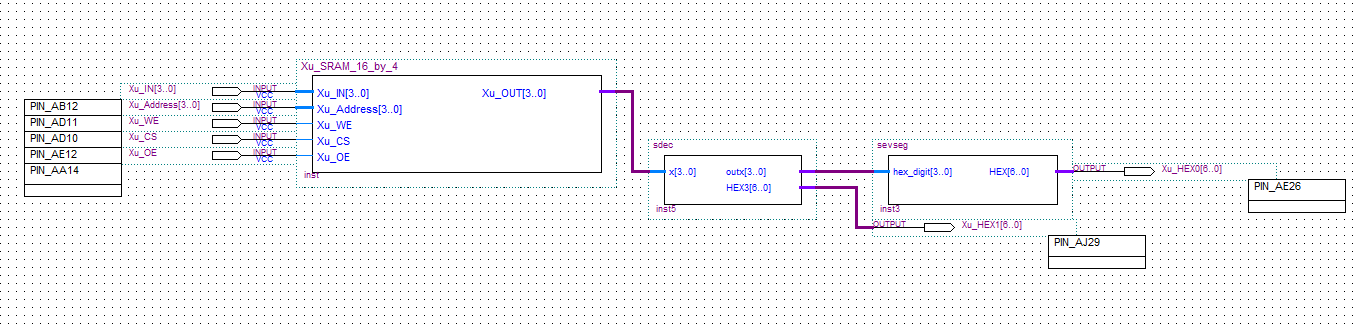 Xu_SRAM_16_by_4
Xu_IN[3..0] INPUT VCC Xu_IN[3..0] Xu_OUT[3..0]
PIN_AB12 Xu_Address[3..0] INPUT VCC Xu_Address[3..0]
PIN_AD11 Xu_WE INPUT VCC Xu_WE
PIN_AD10 Xu_CS INPUT VCC Xu_CS
PIN_AE12 Xu_OE INPUT VCC Xu_OE
PIN_AA14
inst
sdec sevseg
x[3..0] outx[3..0] hex_digit[3..0] HEX[6..0] OUTPUT Xu_HEX0[6..0]
HEX3[6..0] PIN_AE26
inst5 inst3
OUTPUT Xu_HEX1[6..0]
PIN_AJ29